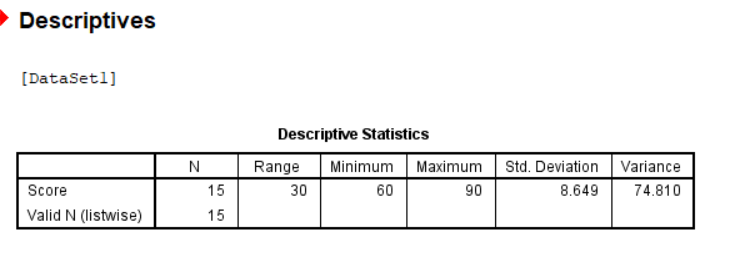 Descriptives
[DataSet1]
Descriptive Statistics
N Range Minimum Maximum Std. Deviation Variance
Score 15 30 60 90 8.649 74.810
Valid N (listwise) 15